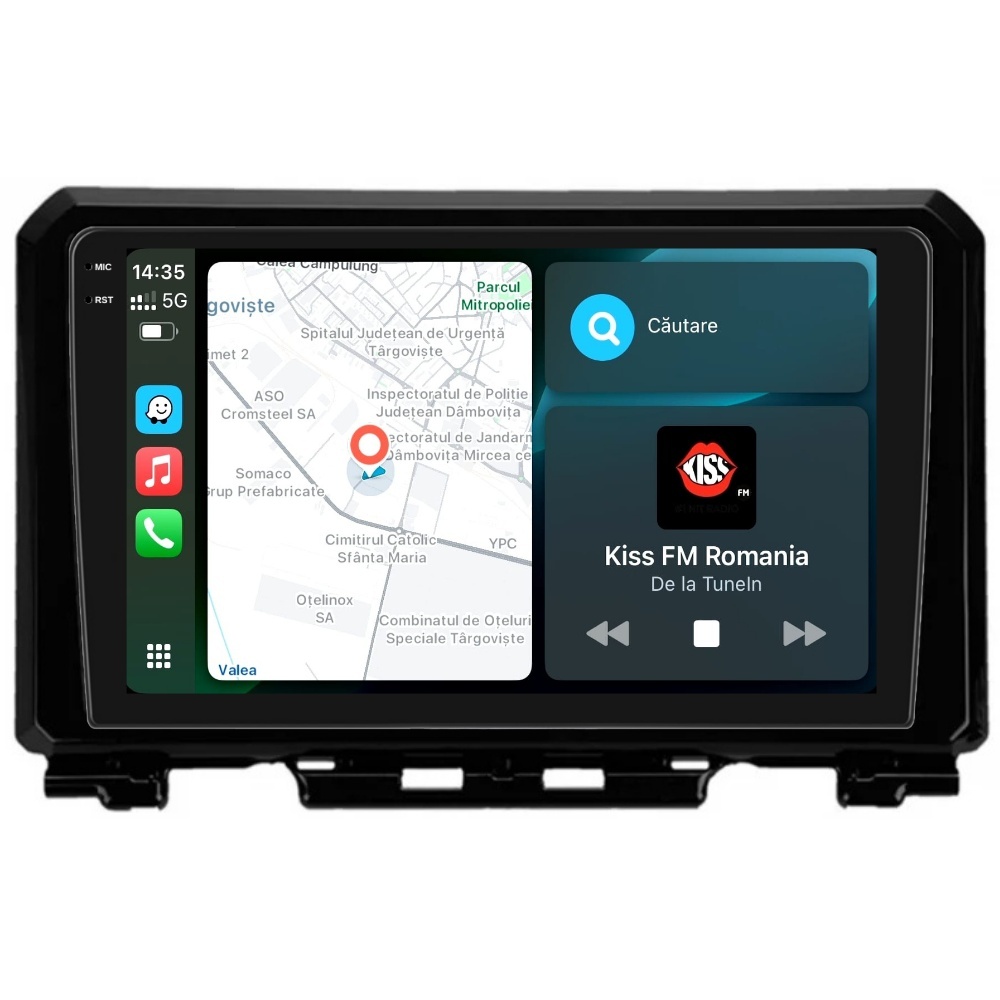 MIC
RST
14:35
5G
Calea Câmpulung
goviște
Parcul
Mitropoliei
Spitalul Județean de Urgență
Târgoviște
imet 2
ASO
Cromsteel SA
Inspectoratul de Poliție
Județean Dâmbovița
ectoratul de Jandarm
Dâmbovița Mircea ce
Somaco
Grup Prefabricate
Cimitirul Catolic
Sfânta Maria
YPC
Oțelinox
SA
Combinatul de Oțeluri
Speciale Târgoviște
Valea
Căutare
KISS
FM
Kiss FM Romania
De la TuneIn